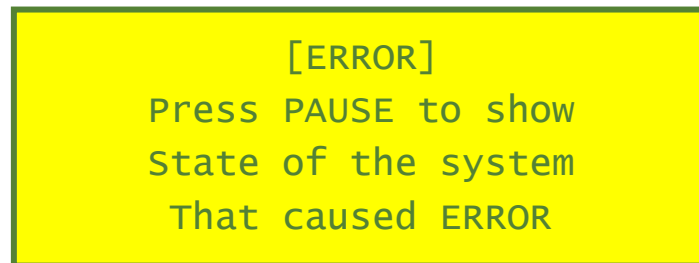 [ERROR]
Press PAUSE to show
State of the system
That caused ERROR